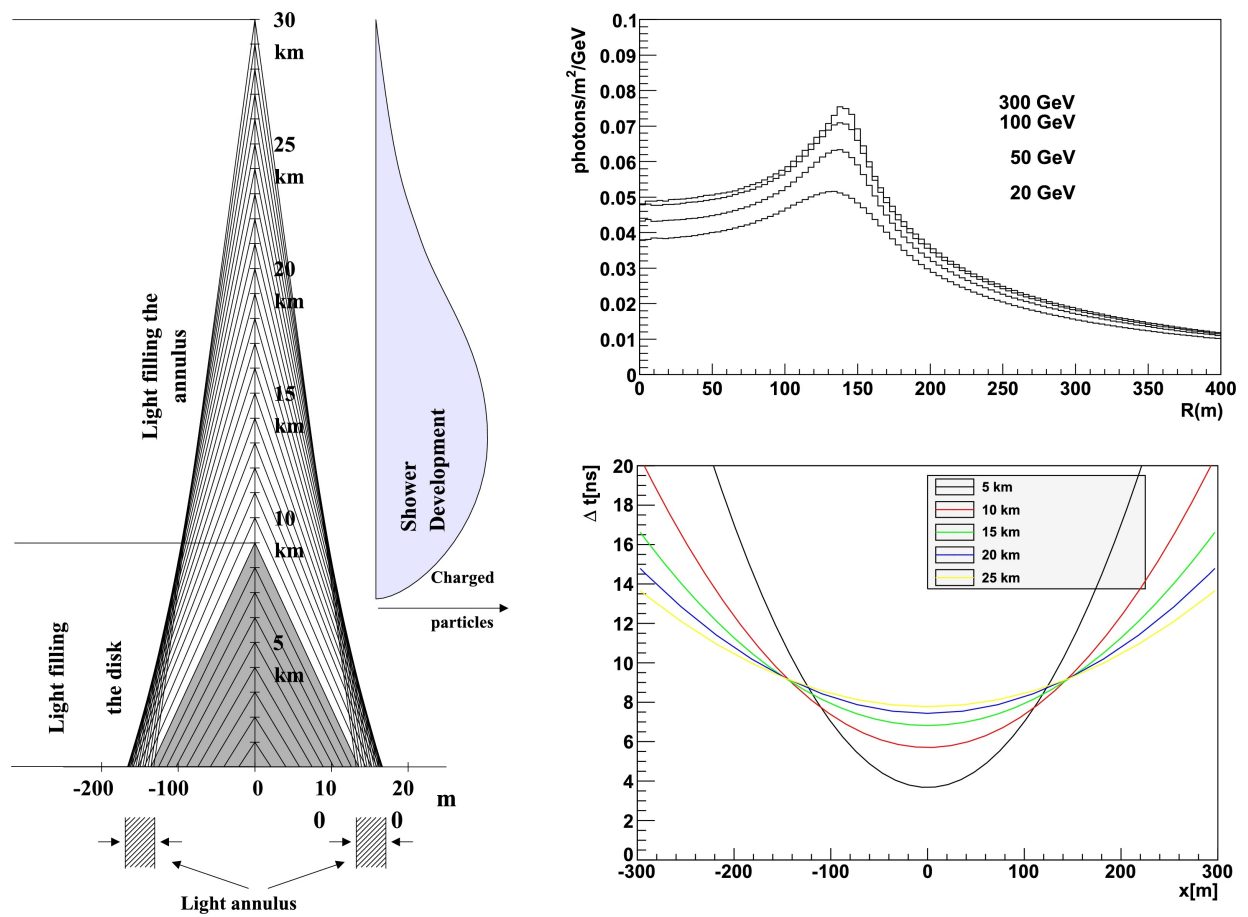 30
km
25
km
20
km
15
km
10
km
5
km
Light filling the
annulus
Light filling
the disk
Shower
Development
Charged
particles
-200 -100 0 10 20 m
0 0
Light annulus
photons/m²/GeV
0.1
0.09
0.08
0.07
0.06
0.05
0.04
0.03
0.02
0.01
0
300 GeV
100 GeV
50 GeV
20 GeV
0 50 100 150 200 250 300 350 400
R(m)
Δ t[ns]
20
18
16
14
12
10
8
6
4
2
0
5 km
10 km
15 km
20 km
25 km
-300 -200 -100 0 100 200 300
x[m]